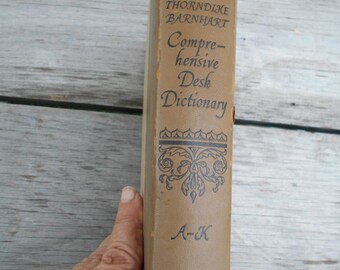 THORNDIKE
BARNHART
Compre-
hensive
Desk
Dictionary
A-K